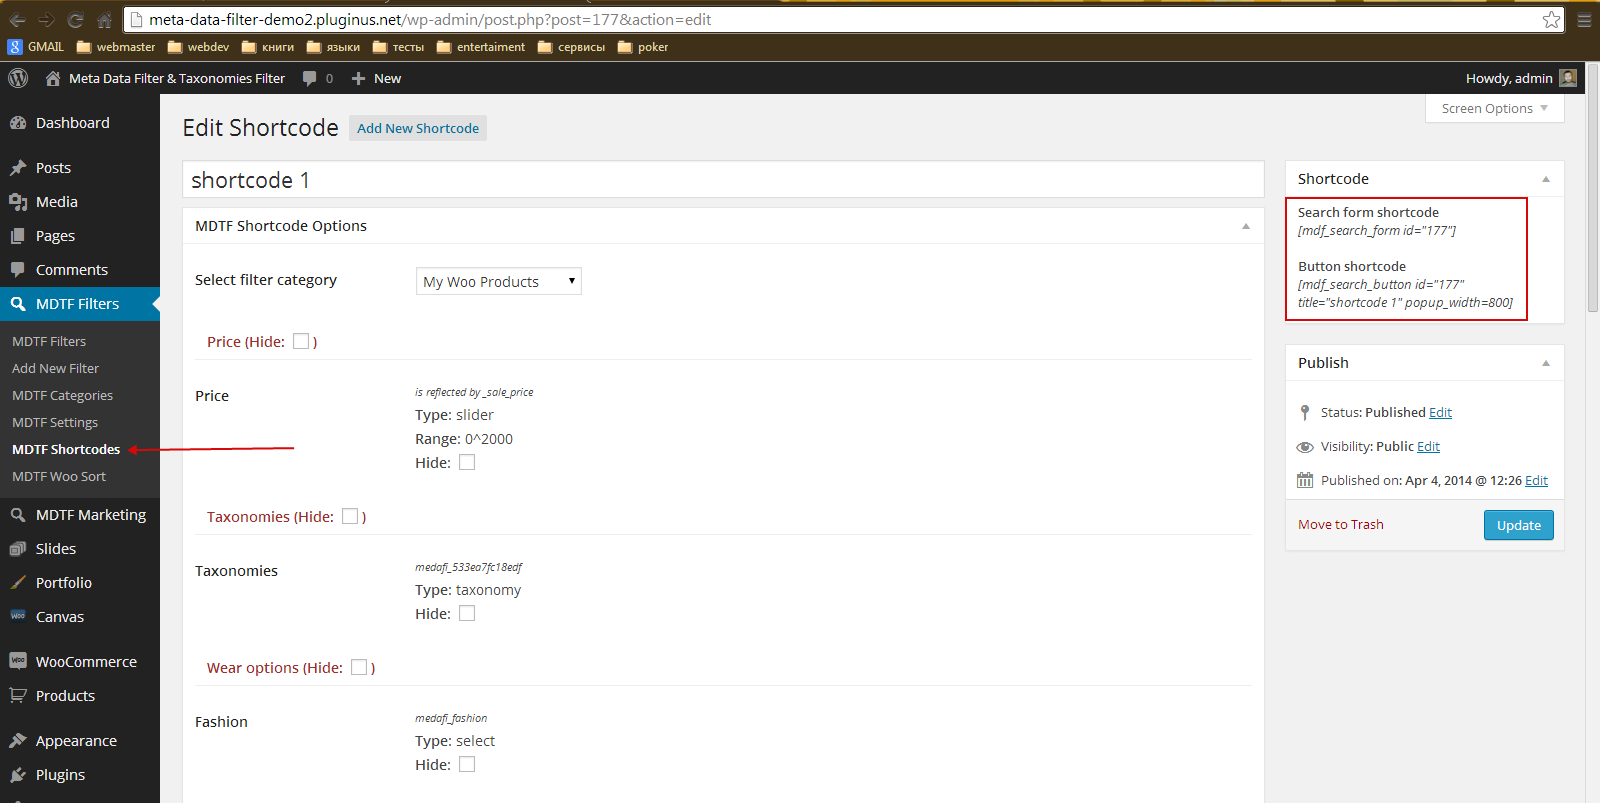 meta-data-filter-demo2.pluginus.net/wp-admin/post.php?post=177&action=edit
GMAIL webmaster webdev книги языки тесты entertaiment сервисы poker
Meta Data Filter & Taxonomies Filter 0 New Howdy, admin
Screen Options
Dashboard
Posts
Media
Pages
Comments
MDTF Filters
MDTF Filters
Add New Filter
MDTF Categories
MDTF Settings
MDTF Shortcodes
MDTF Woo Sort
MDTF Marketing
Slides
Portfolio
Canvas
WooCommerce
Products
Appearance
Plugins
Edit Shortcode Add New Shortcode
shortcode 1
MDTF Shortcode Options
Select filter category My Woo Products
Price (Hide: )
Price
is reflected by _sale_price
Type: slider
Range: 0^2000
Hide:
Taxonomies (Hide: )
Taxonomies
medafi_533ea7fc18edf
Type: taxonomy
Hide:
Wear options (Hide: )
Fashion
medafi_fashion
Type: select
Hide:
Shortcode
Search form shortcode
[mdf_search_form id="177"]
Button shortcode
[mdf_search_button id="177"
title="shortcode 1" popup_width=800]
Publish
Status: Published Edit
Visibility: Public Edit
Published on: Apr 4, 2014 @ 12:26 Edit
Move to Trash Update